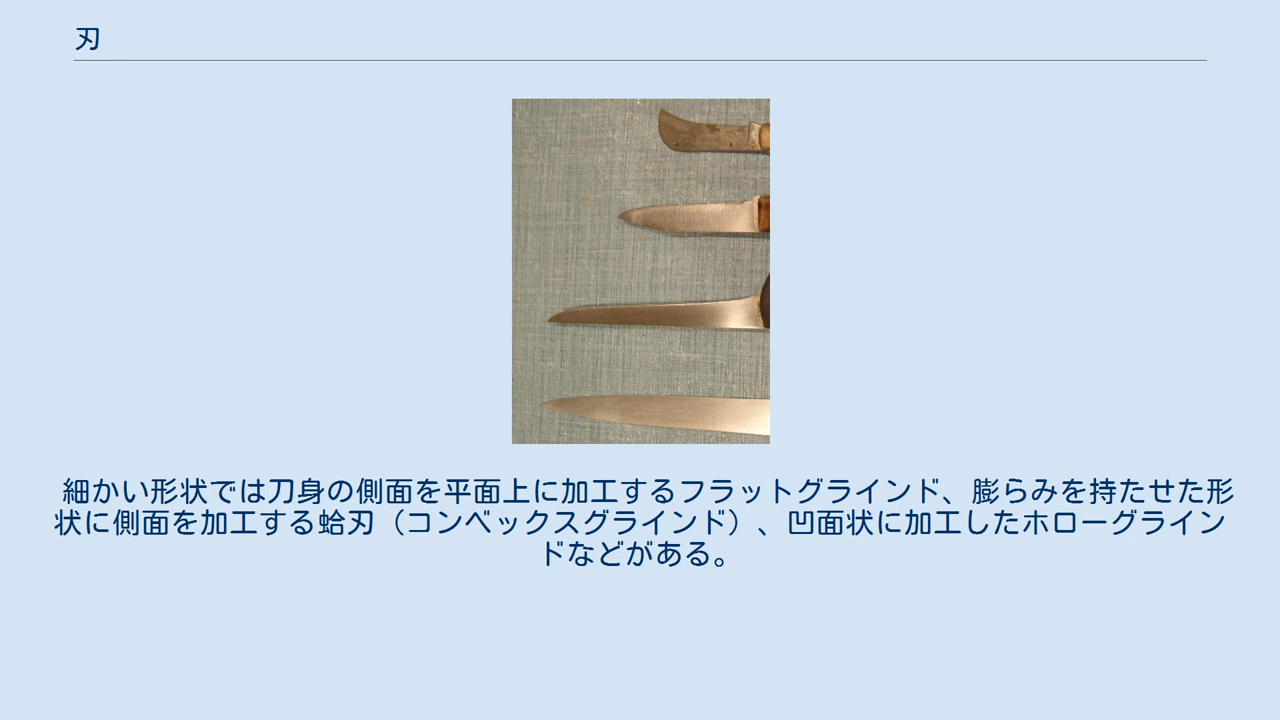 刃
細かい形状では刀身の側面を平面上に加工するフラットグラインド、膨らみを持たせた形
状に側面を加工する蛤刃（コンベックスグラインド）、凹面状に加工したホローグライン
ドなどがある。